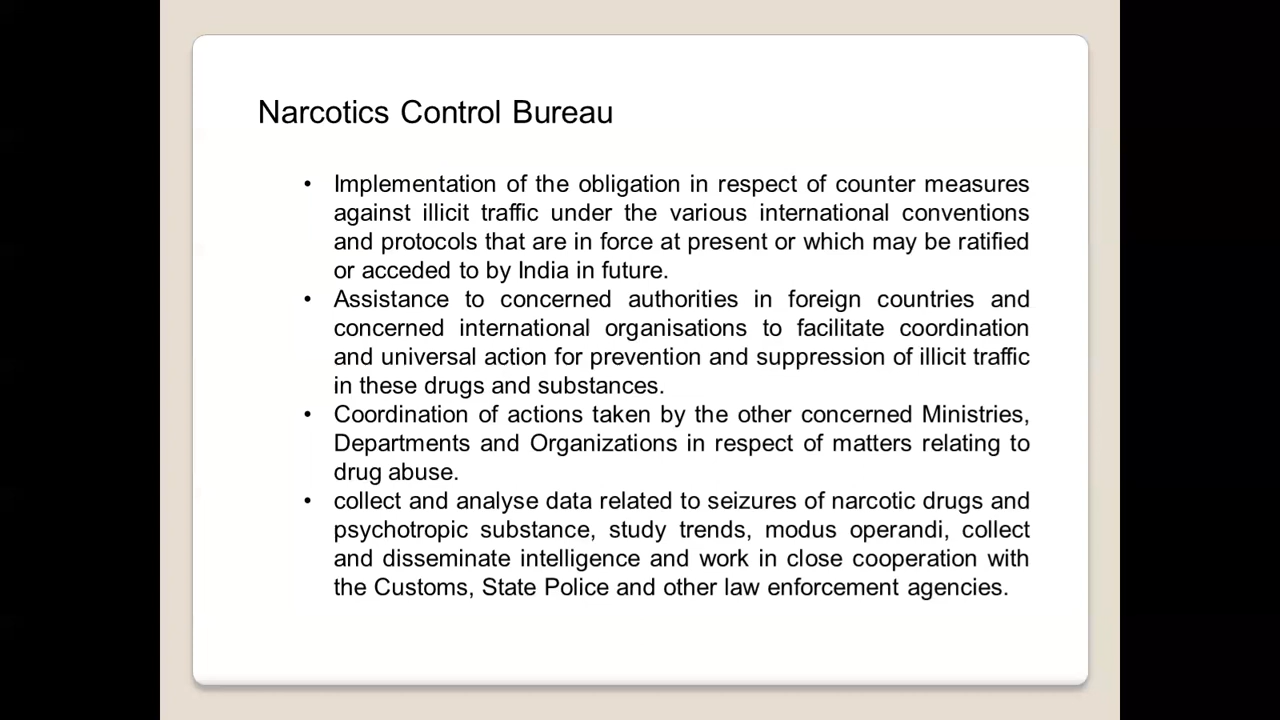 Narcotics Control Bureau
• Implementation of the obligation in respect of counter measures
against illicit traffic under the various international conventions
and protocols that are in force at present or which may be ratified
or acceded to by India in future.
• Assistance to concerned authorities in foreign countries and
concerned international organisations to facilitate coordination
and universal action for prevention and suppression of illicit traffic
in these drugs and substances.
• Coordination of actions taken by the other concerned Ministries,
Departments and Organizations in respect of matters relating to
drug abuse.
• collect and analyse data related to seizures of narcotic drugs and
psychotropic substance, study trends, modus operandi, collect
and disseminate intelligence and work in close cooperation with
the Customs, State Police and other law enforcement agencies.